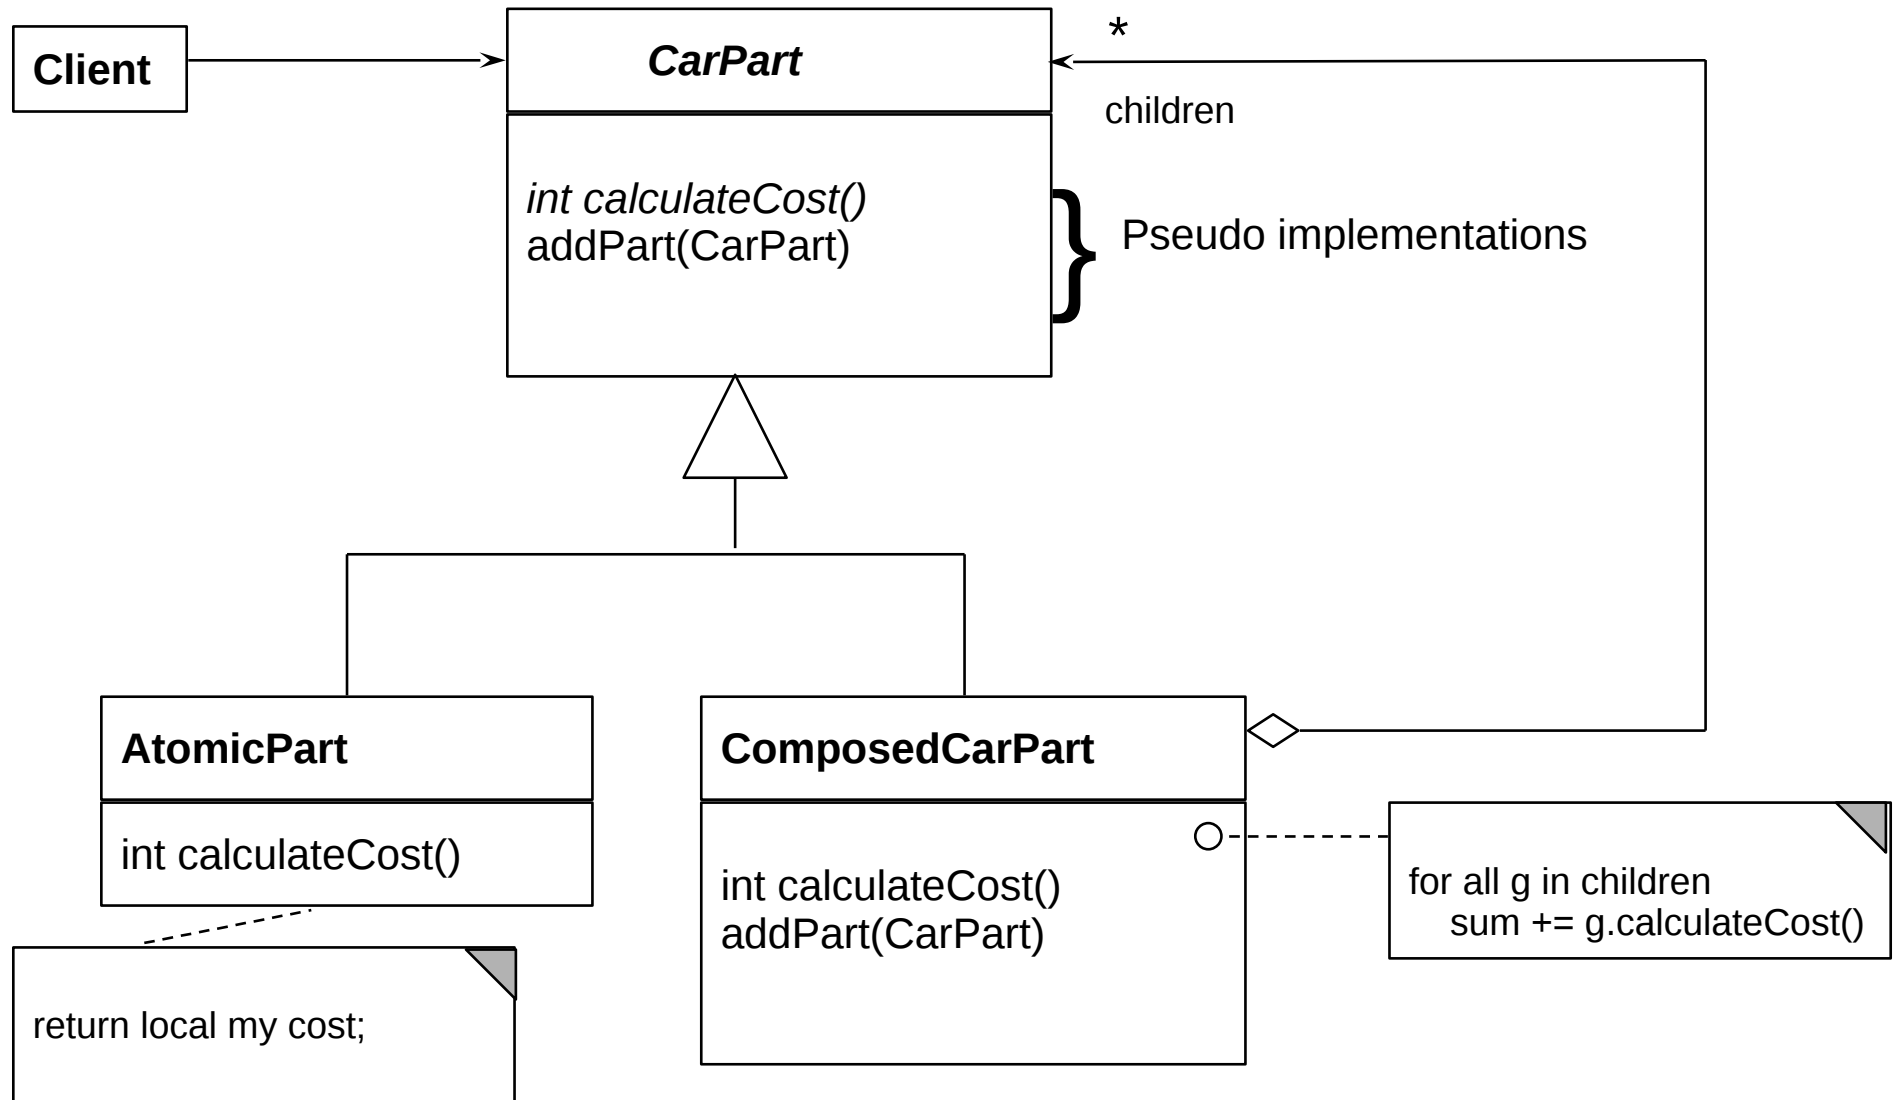 Client
CarPart
*
children
int calculateCost()
addPart(CarPart)
} Pseudo implementations
AtomicPart
int calculateCost()
return local my cost;
ComposedCarPart
int calculateCost()
addPart(CarPart)
for all g in children
sum += g.calculateCost()